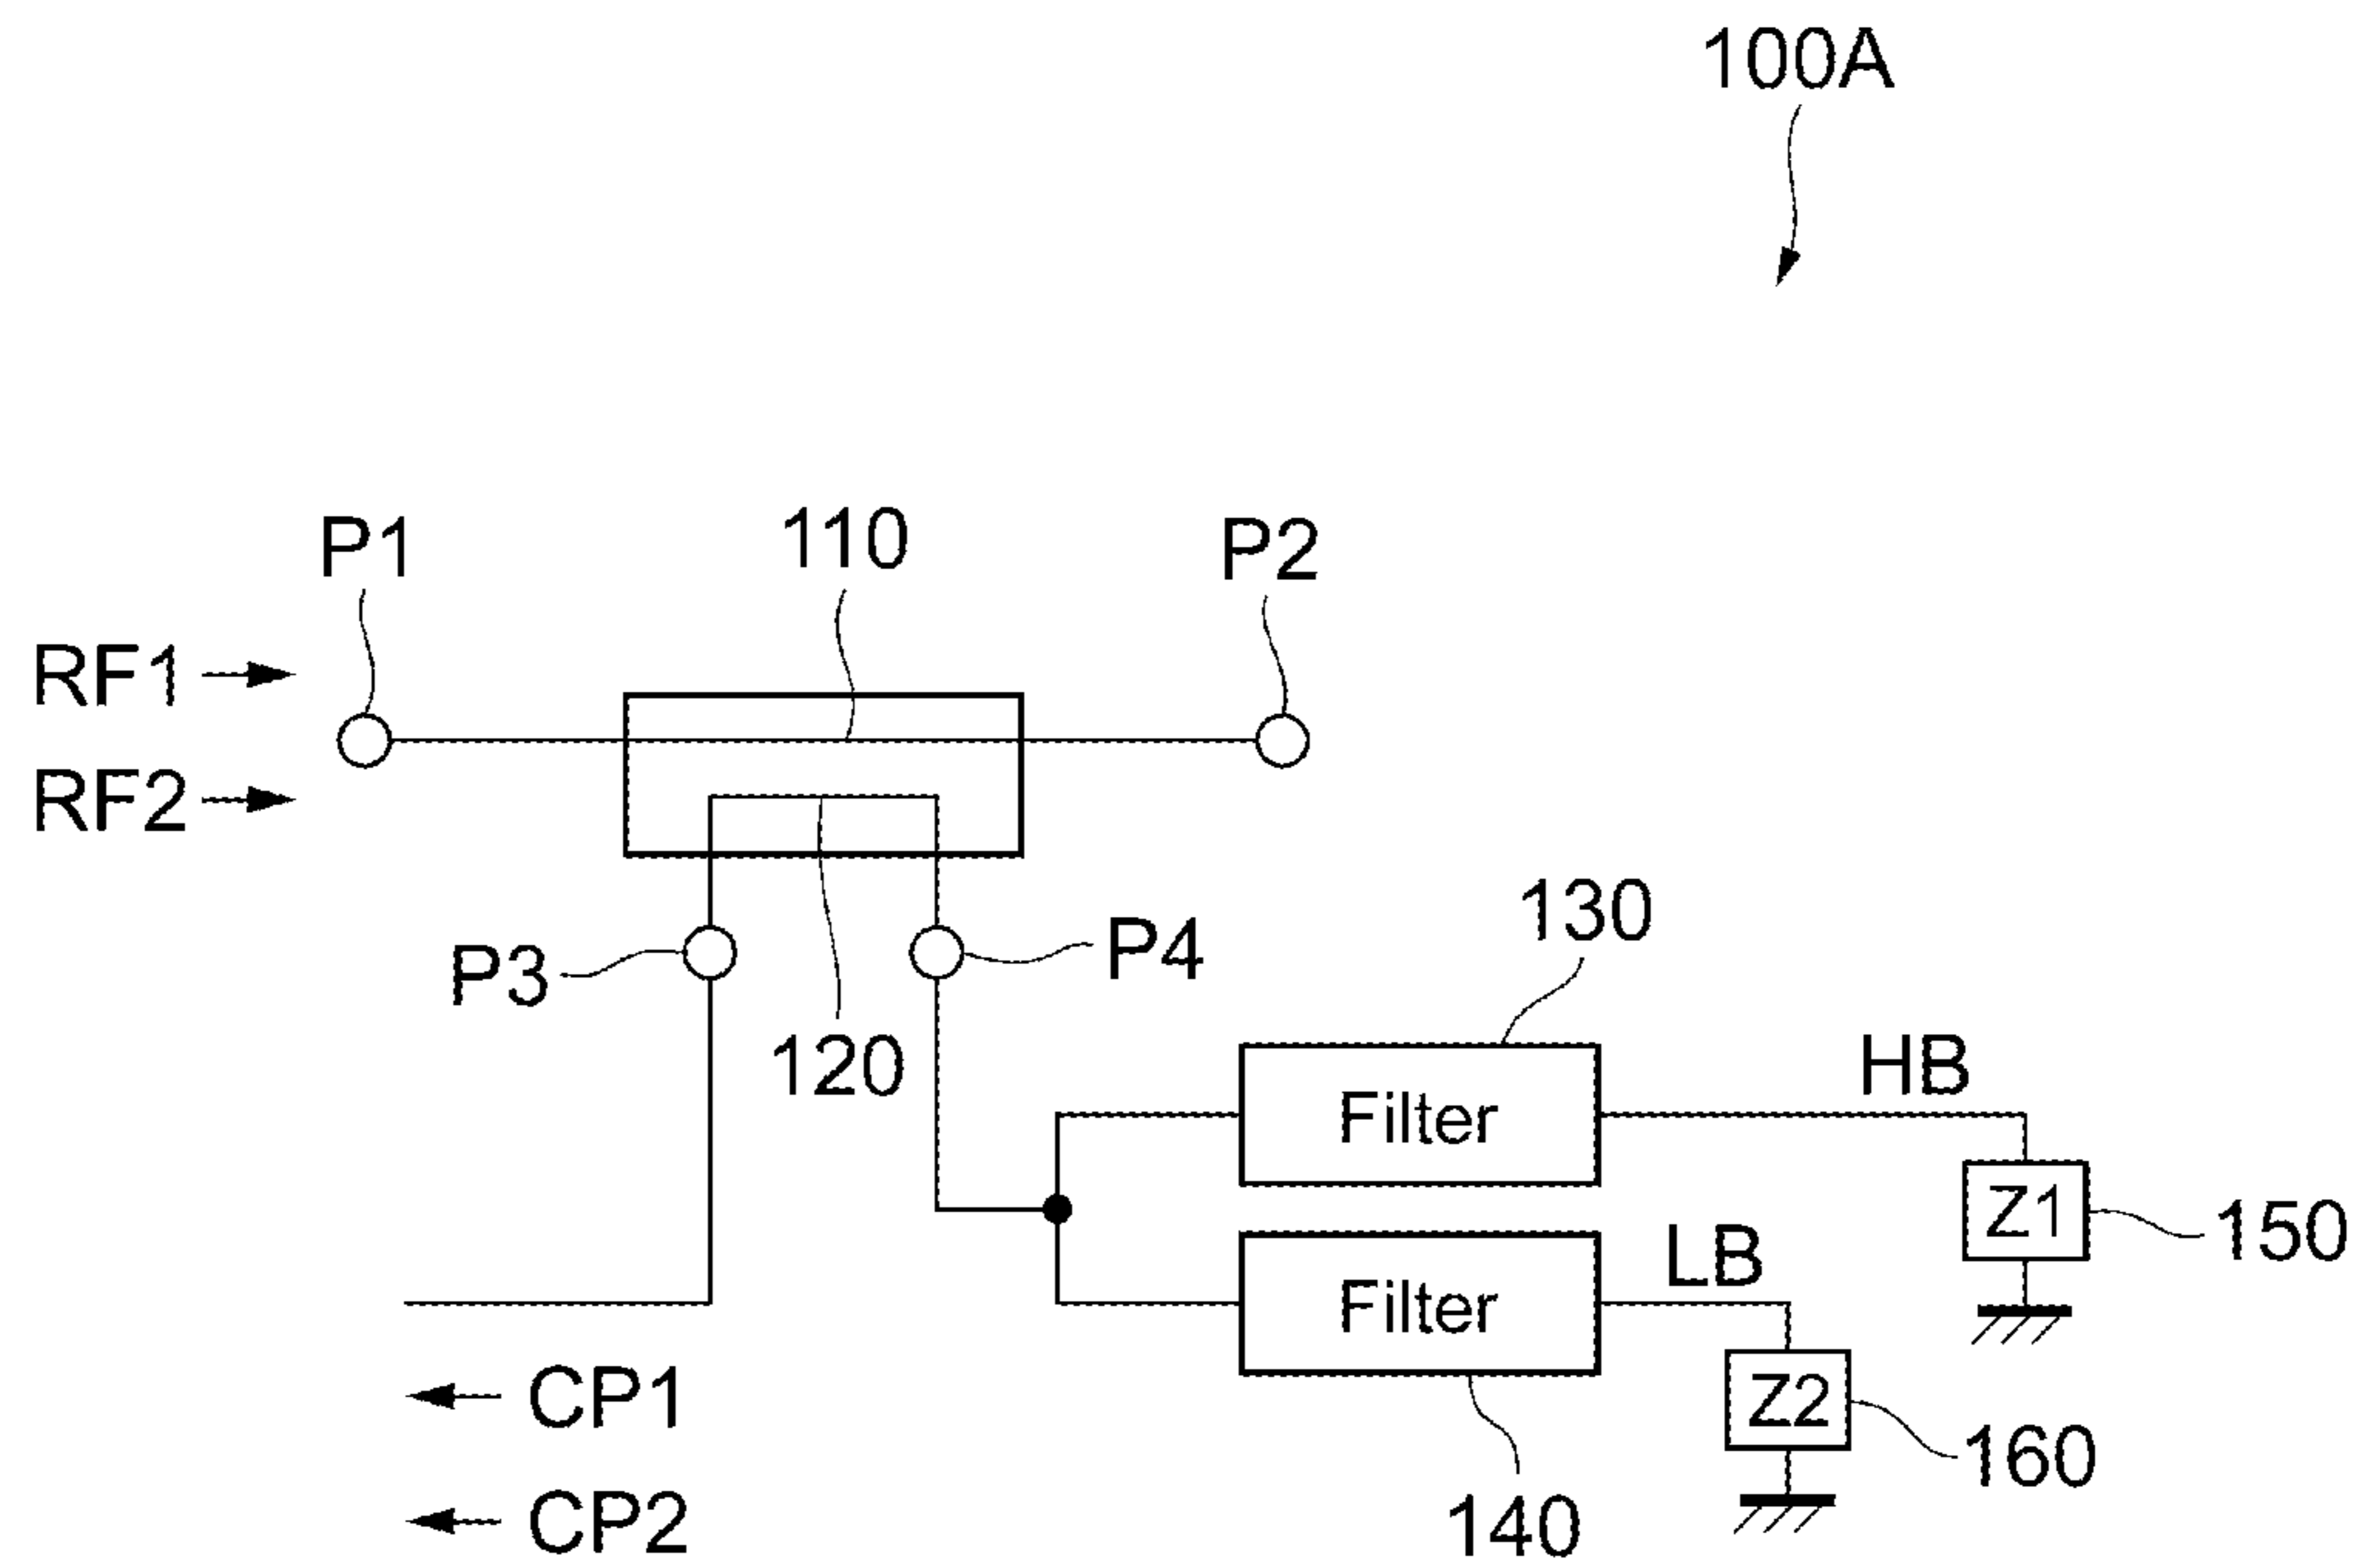 100A
P1
110
P2
RF1
RF2
P3
P4
130
120
Filter
HB
Z1
150
Filter
LB
Z2
160
CP1
140
CP2